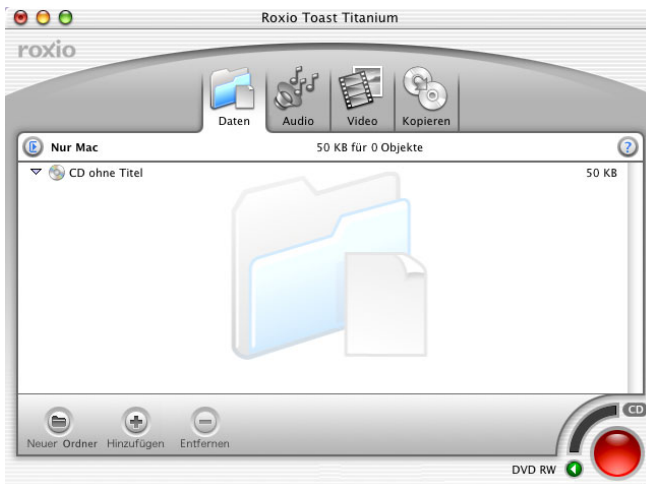 Roxio Toast Titanium
roxio
Daten Audio Video Kopieren
Nur Mac 50 KB für 0 Objekte ?
CD ohne Titel 50 KB
CD
Neuer Ordner Hinzufügen Entfernen
DVD RW